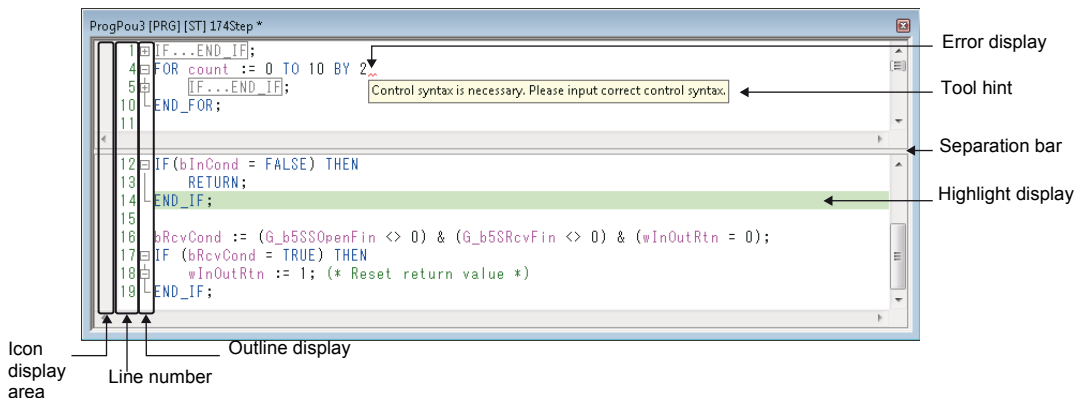 ProgPou3 [PRG] [ST] 174Step *
1 IF...END_IF;
4 FOR count := 0 TO 10 BY 2
5 IF...END_IF;
Control syntax is necessary. Please input correct control syntax.
10 END_FOR;
11
12 IF(bInCond = FALSE) THEN
13 RETURN;
14 END_IF;
15
16 bRcvCond := (G_b5SSOpenFin <> 0) & (G_b5SRcvFin <> 0) & (wInOutRtn = 0);
17 IF (bRcvCond = TRUE) THEN
18 wInOutRtn := 1; (* Reset return value *)
19 END_IF;
Error display
Tool hint
Separation bar
Highlight display
Icon
display
area
Line number
Outline display